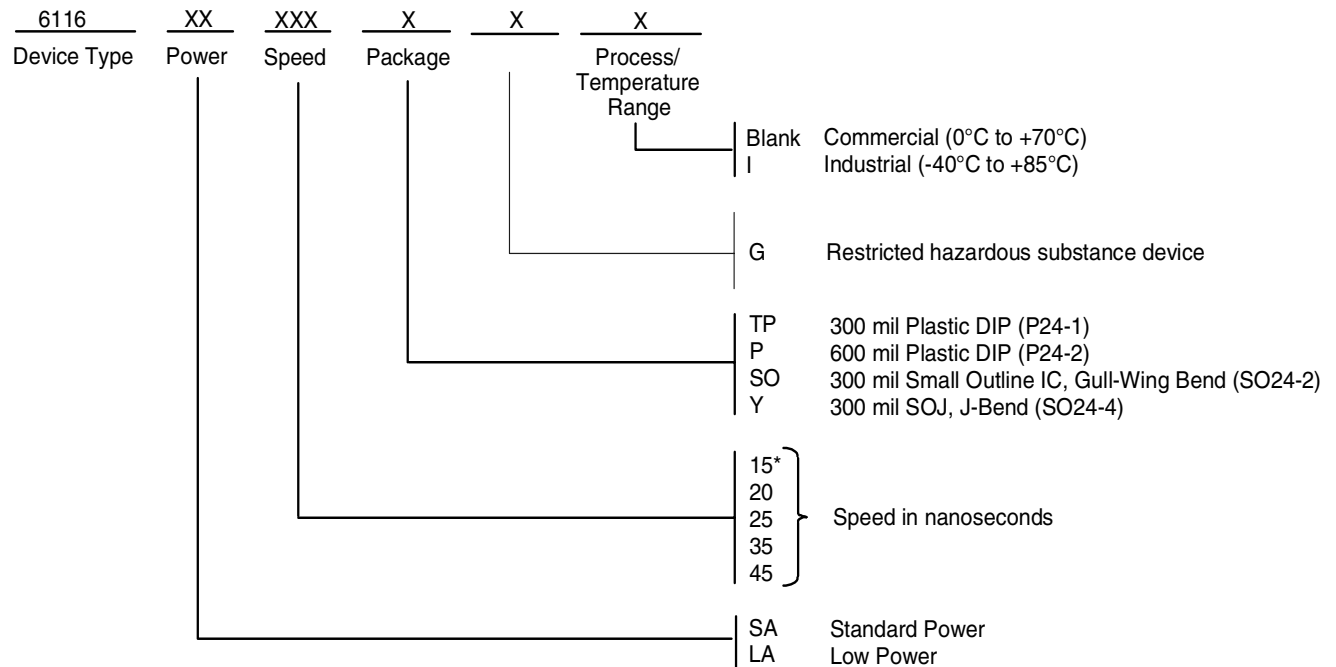 6116 XX XXX X X X
Device Type Power Speed Package Process/
Temperature
Range
Blank Commercial (0°C to +70°C)
I Industrial (-40°C to +85°C)
G Restricted hazardous substance device
TP 300 mil Plastic DIP (P24-1)
P 600 mil Plastic DIP (P24-2)
SO 300 mil Small Outline IC, Gull-Wing Bend (SO24-2)
Y 300 mil SOJ, J-Bend (SO24-4)
15*
20
25 Speed in nanoseconds
35
45
SA Standard Power
LA Low Power